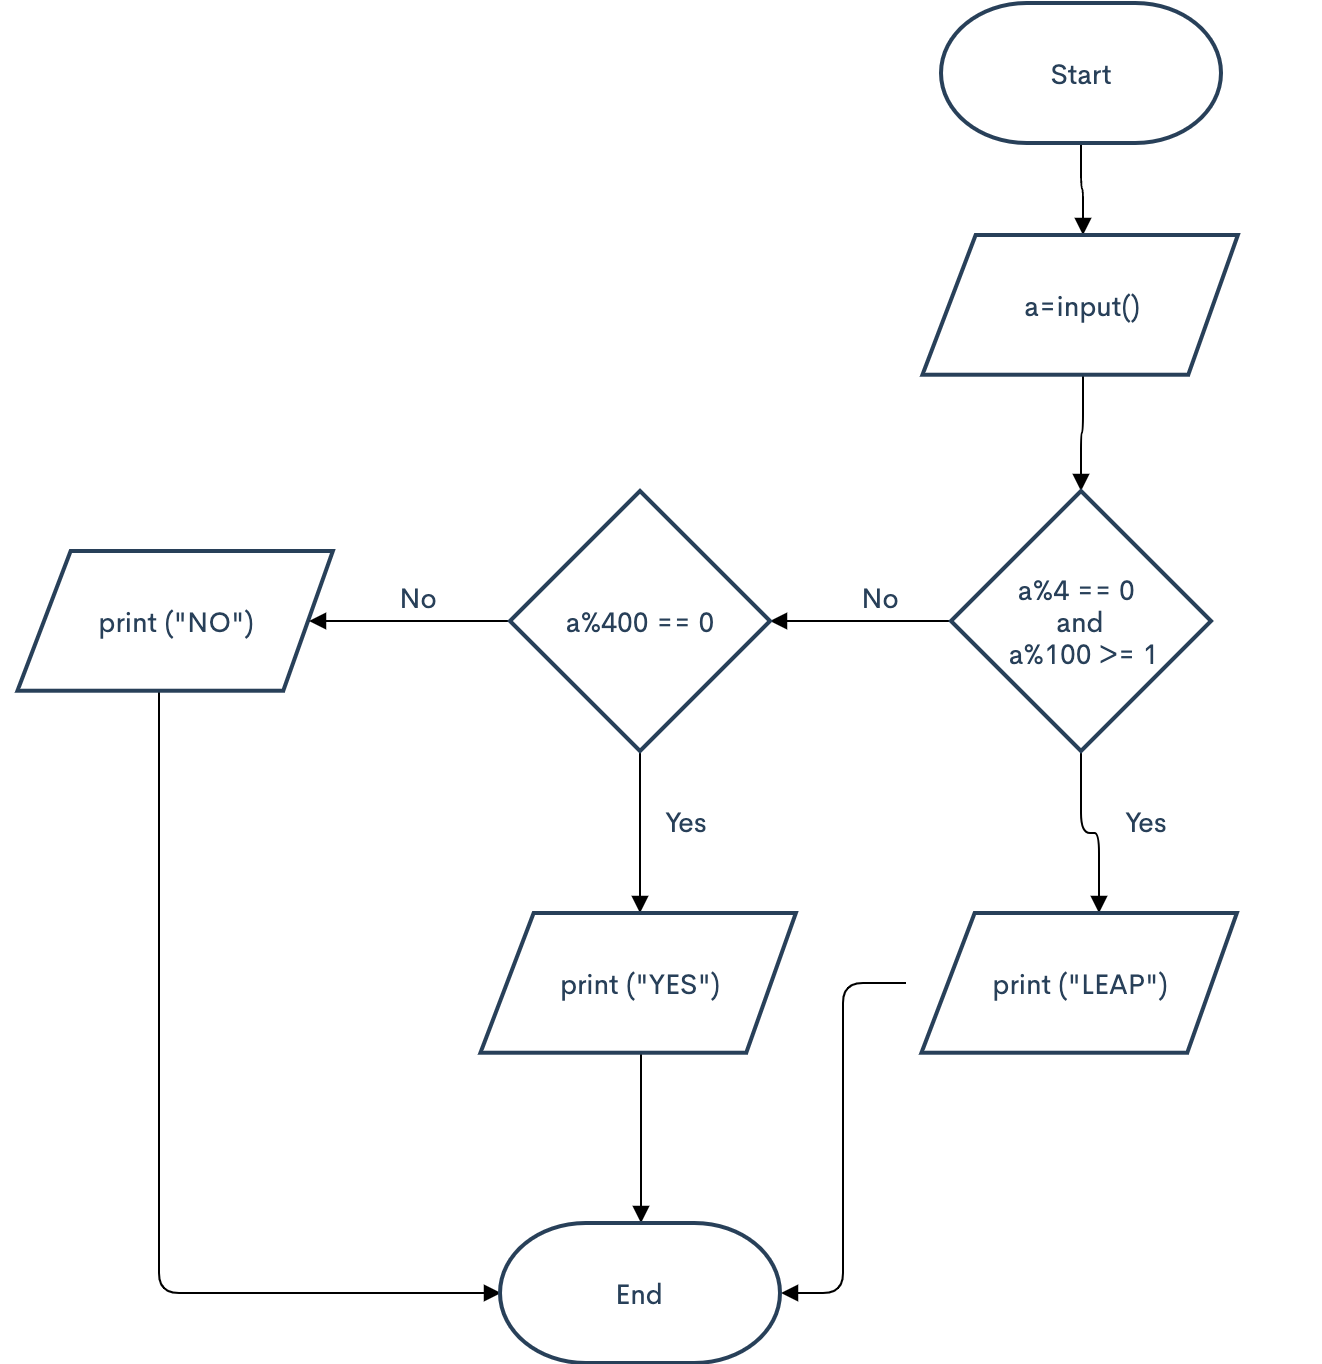 Start
a=input()
a%4 == 0
and
a%100 >= 1
No
a%400 == 0
No
print ("NO")
Yes
Yes
print ("YES")
print ("LEAP")
End